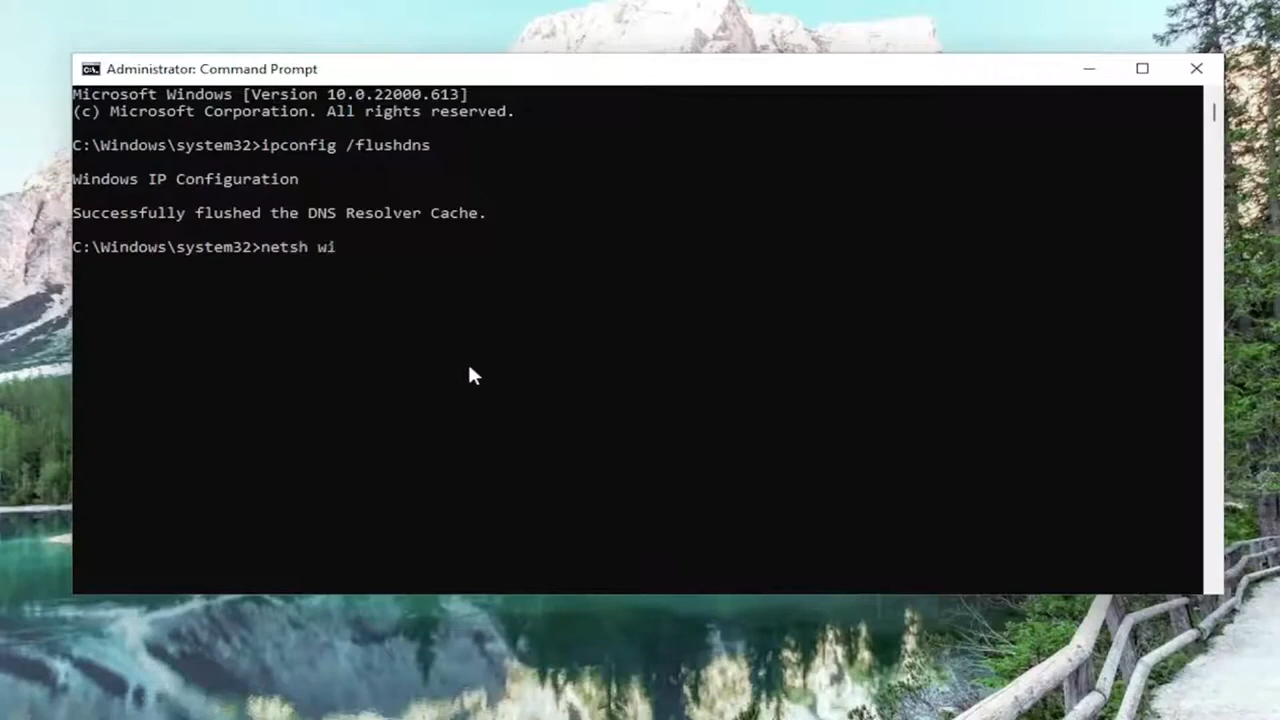 Administrator: Command Prompt
Microsoft Windows [Version 10.0.22000.613]
(c) Microsoft Corporation. All rights reserved.
C:\Windows\system32>ipconfig /flushdns
Windows IP Configuration
Successfully flushed the DNS Resolver Cache.
C:\Windows\system32>netsh wi